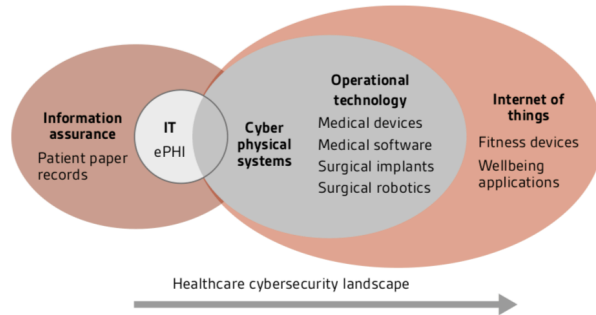 Information
assurance
Patient paper
records
IT
ePHI
Cyber
physical
systems
Operational
technology
Medical devices
Medical software
Surgical implants
Surgical robotics
Internet of
things
Fitness devices
Wellbeing
applications
Healthcare cybersecurity landscape